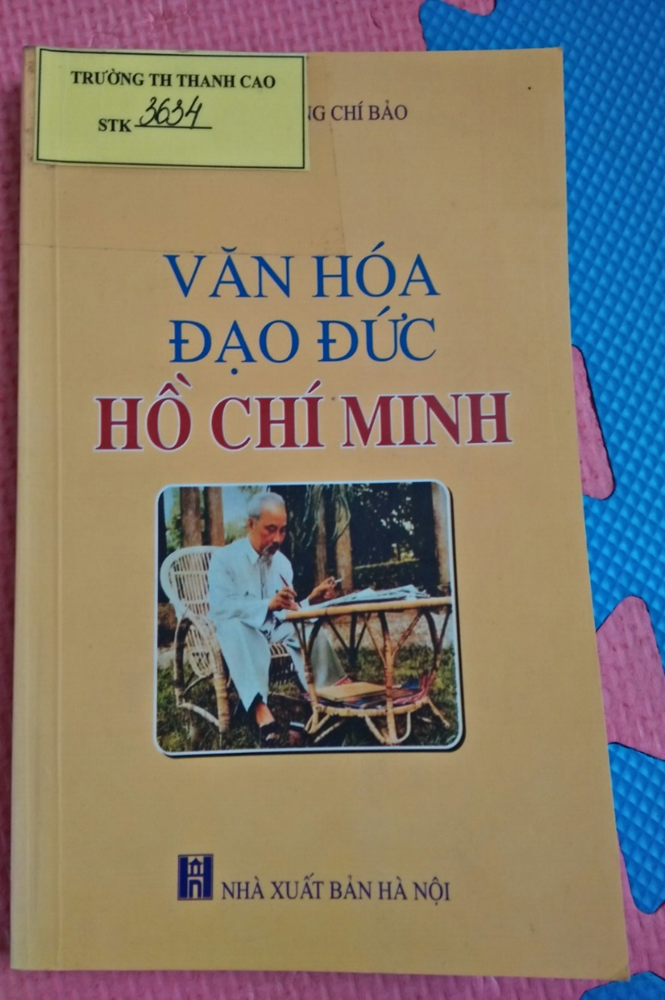 TRƯỜNG TH THANH CAO
STK 3634
NG CHÍ BẢO
VĂN HÓA
ĐẠO ĐỨC
HỒ CHÍ MINH
NHÀ XUẤT BẢN HÀ NỘI